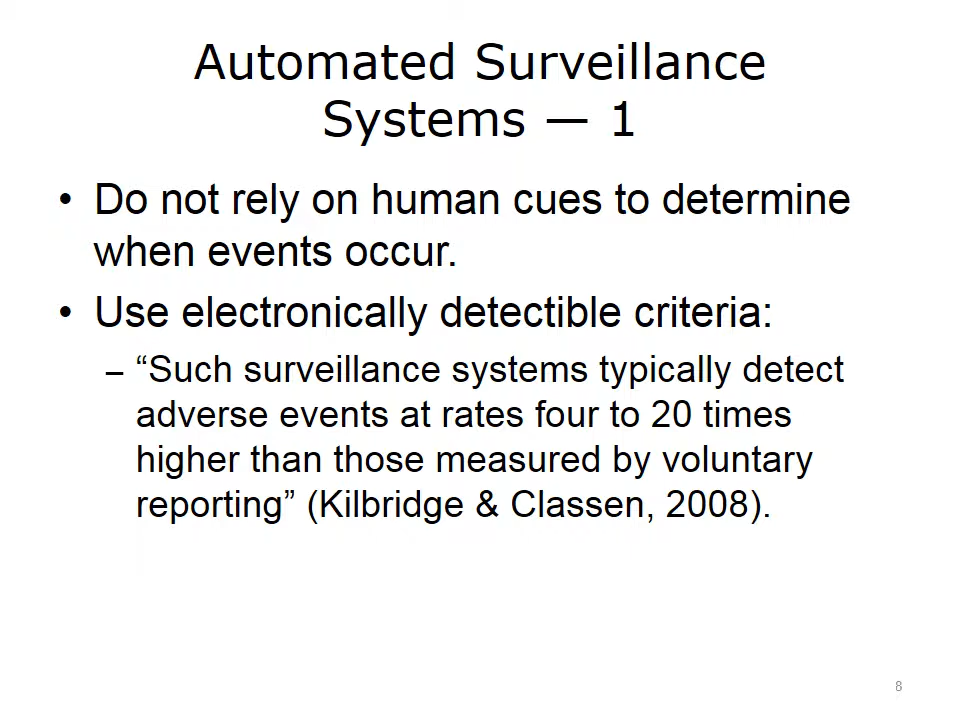 Automated Surveillance
Systems — 1
• Do not rely on human cues to determine
when events occur.
• Use electronically detectible criteria:
– “Such surveillance systems typically detect
adverse events at rates four to 20 times
higher than those measured by voluntary
reporting” (Kilbridge & Classen, 2008).
8